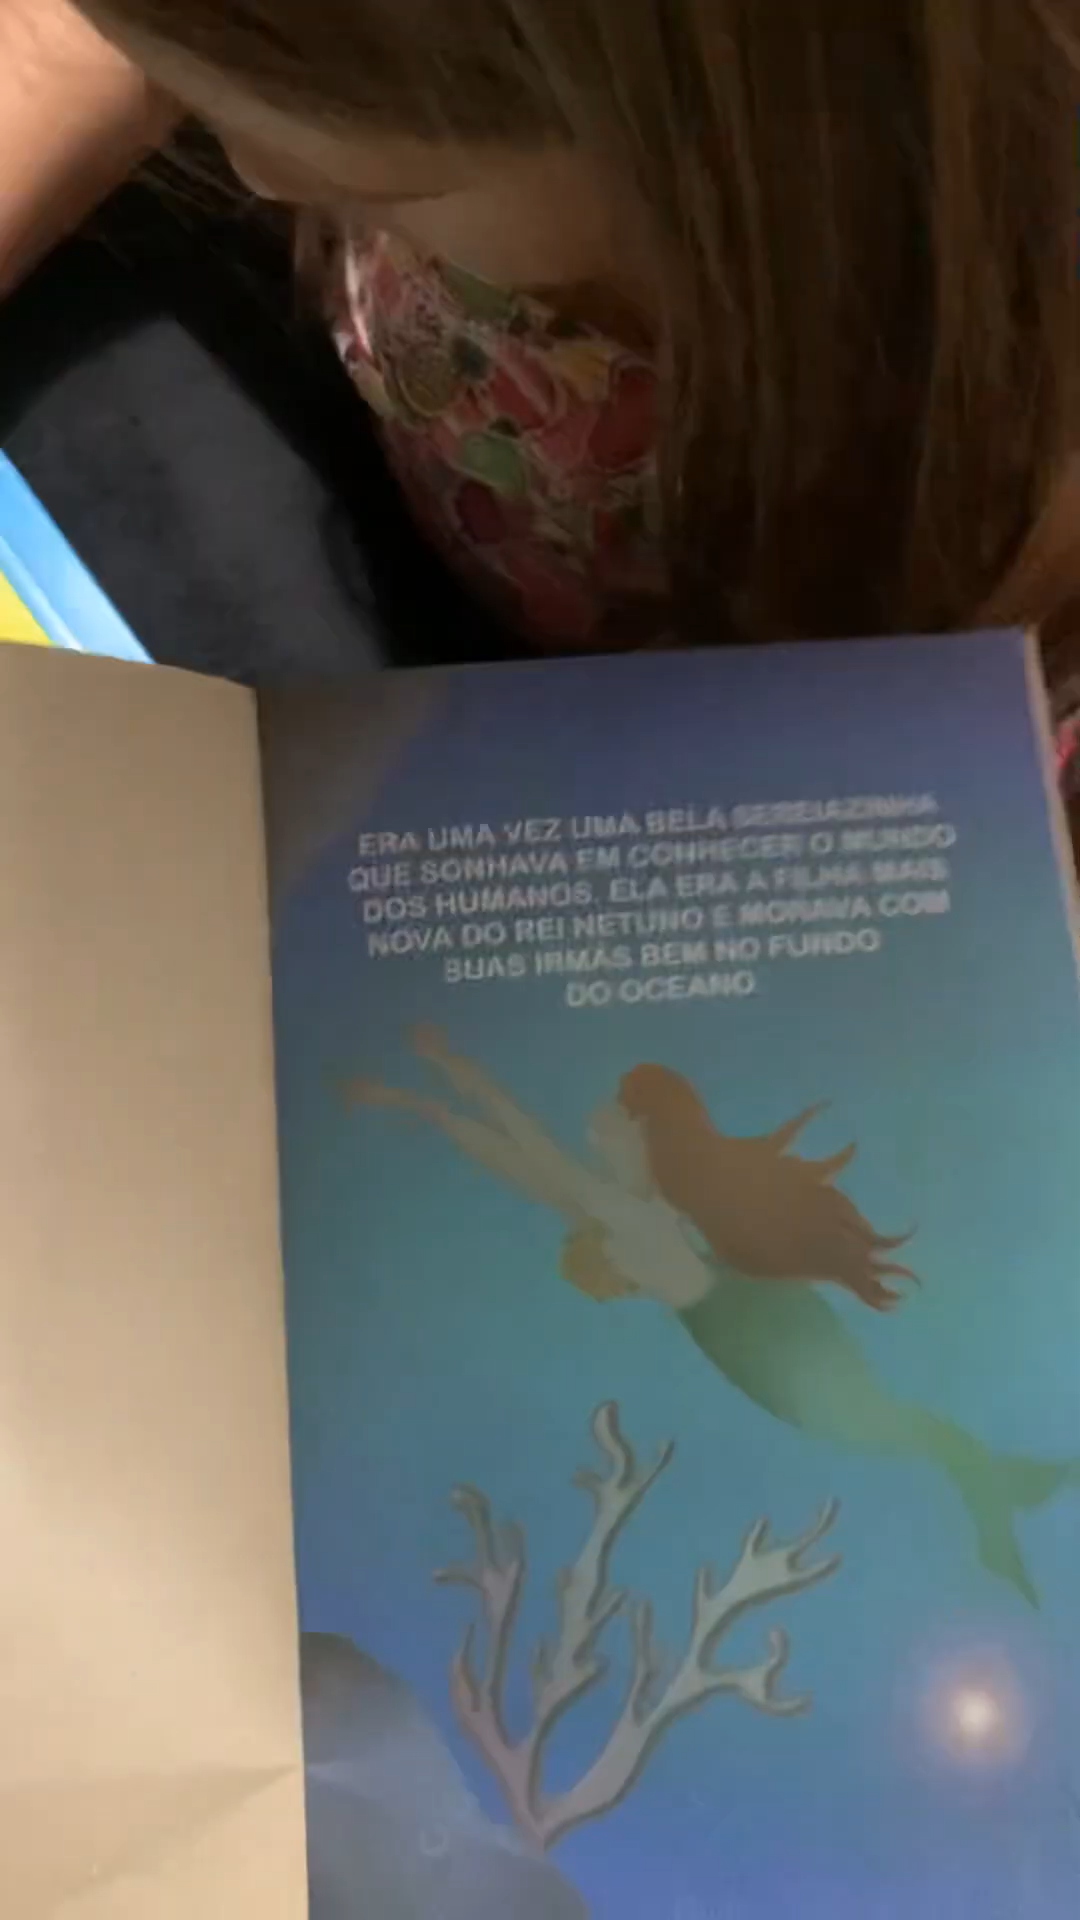 ERA UMA VEZ UMA BELA SEREIAZINHA
QUE SONHAVA EM CONHECER O MUNDO
DOS HUMANOS. ELA ERA A FILHA MAIS
NOVA DO REI NETUNO E MORAVA COM
SUAS IRMÃS BEM NO FUNDO
DO OCEANO